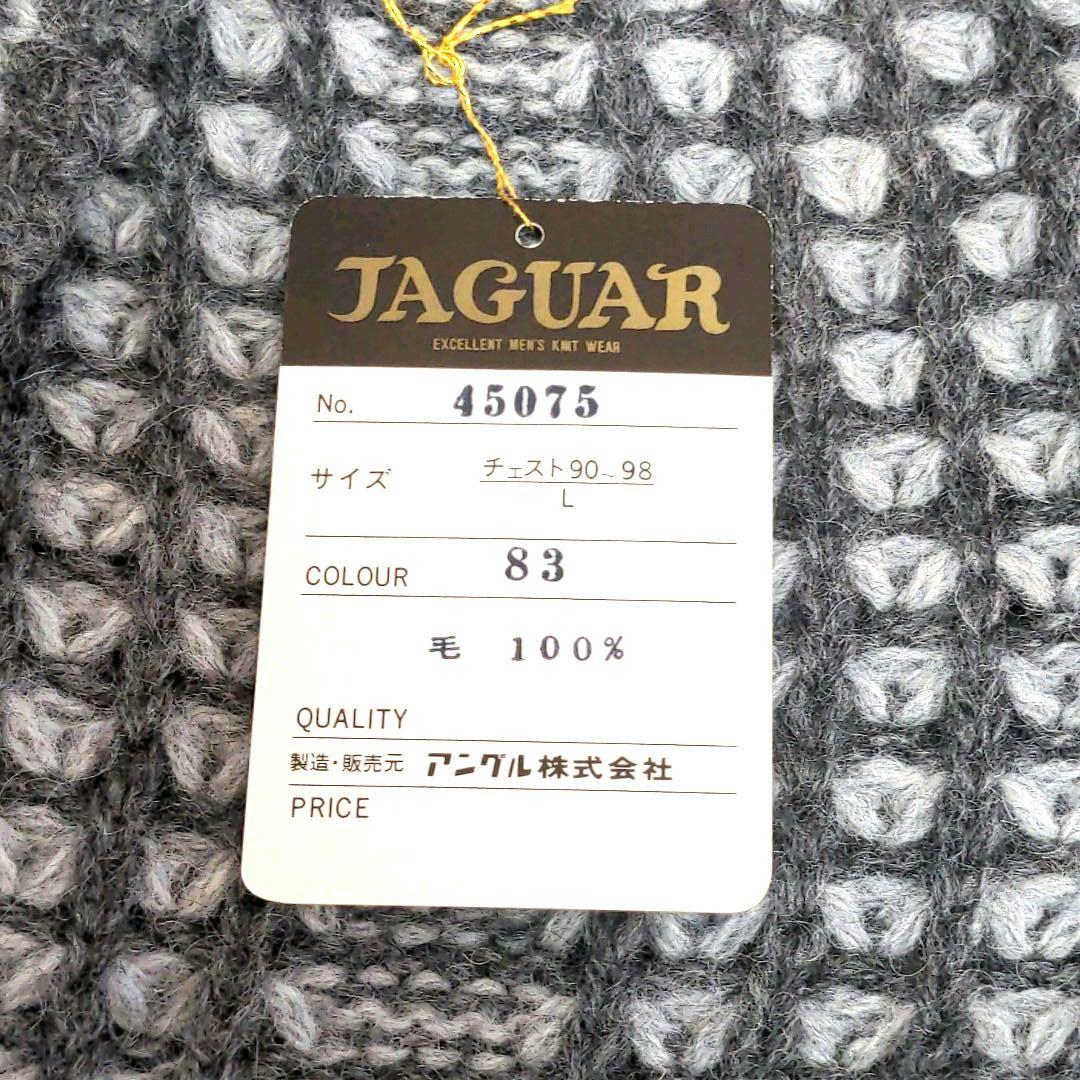 JAGUAR
EXCELLENT MEN'S KNIT WEAR
No. 45075
サイズ チェスト90~98
L
COLOUR 83
毛 100%
QUALITY
製造・販売元 アングル株式会社
PRICE